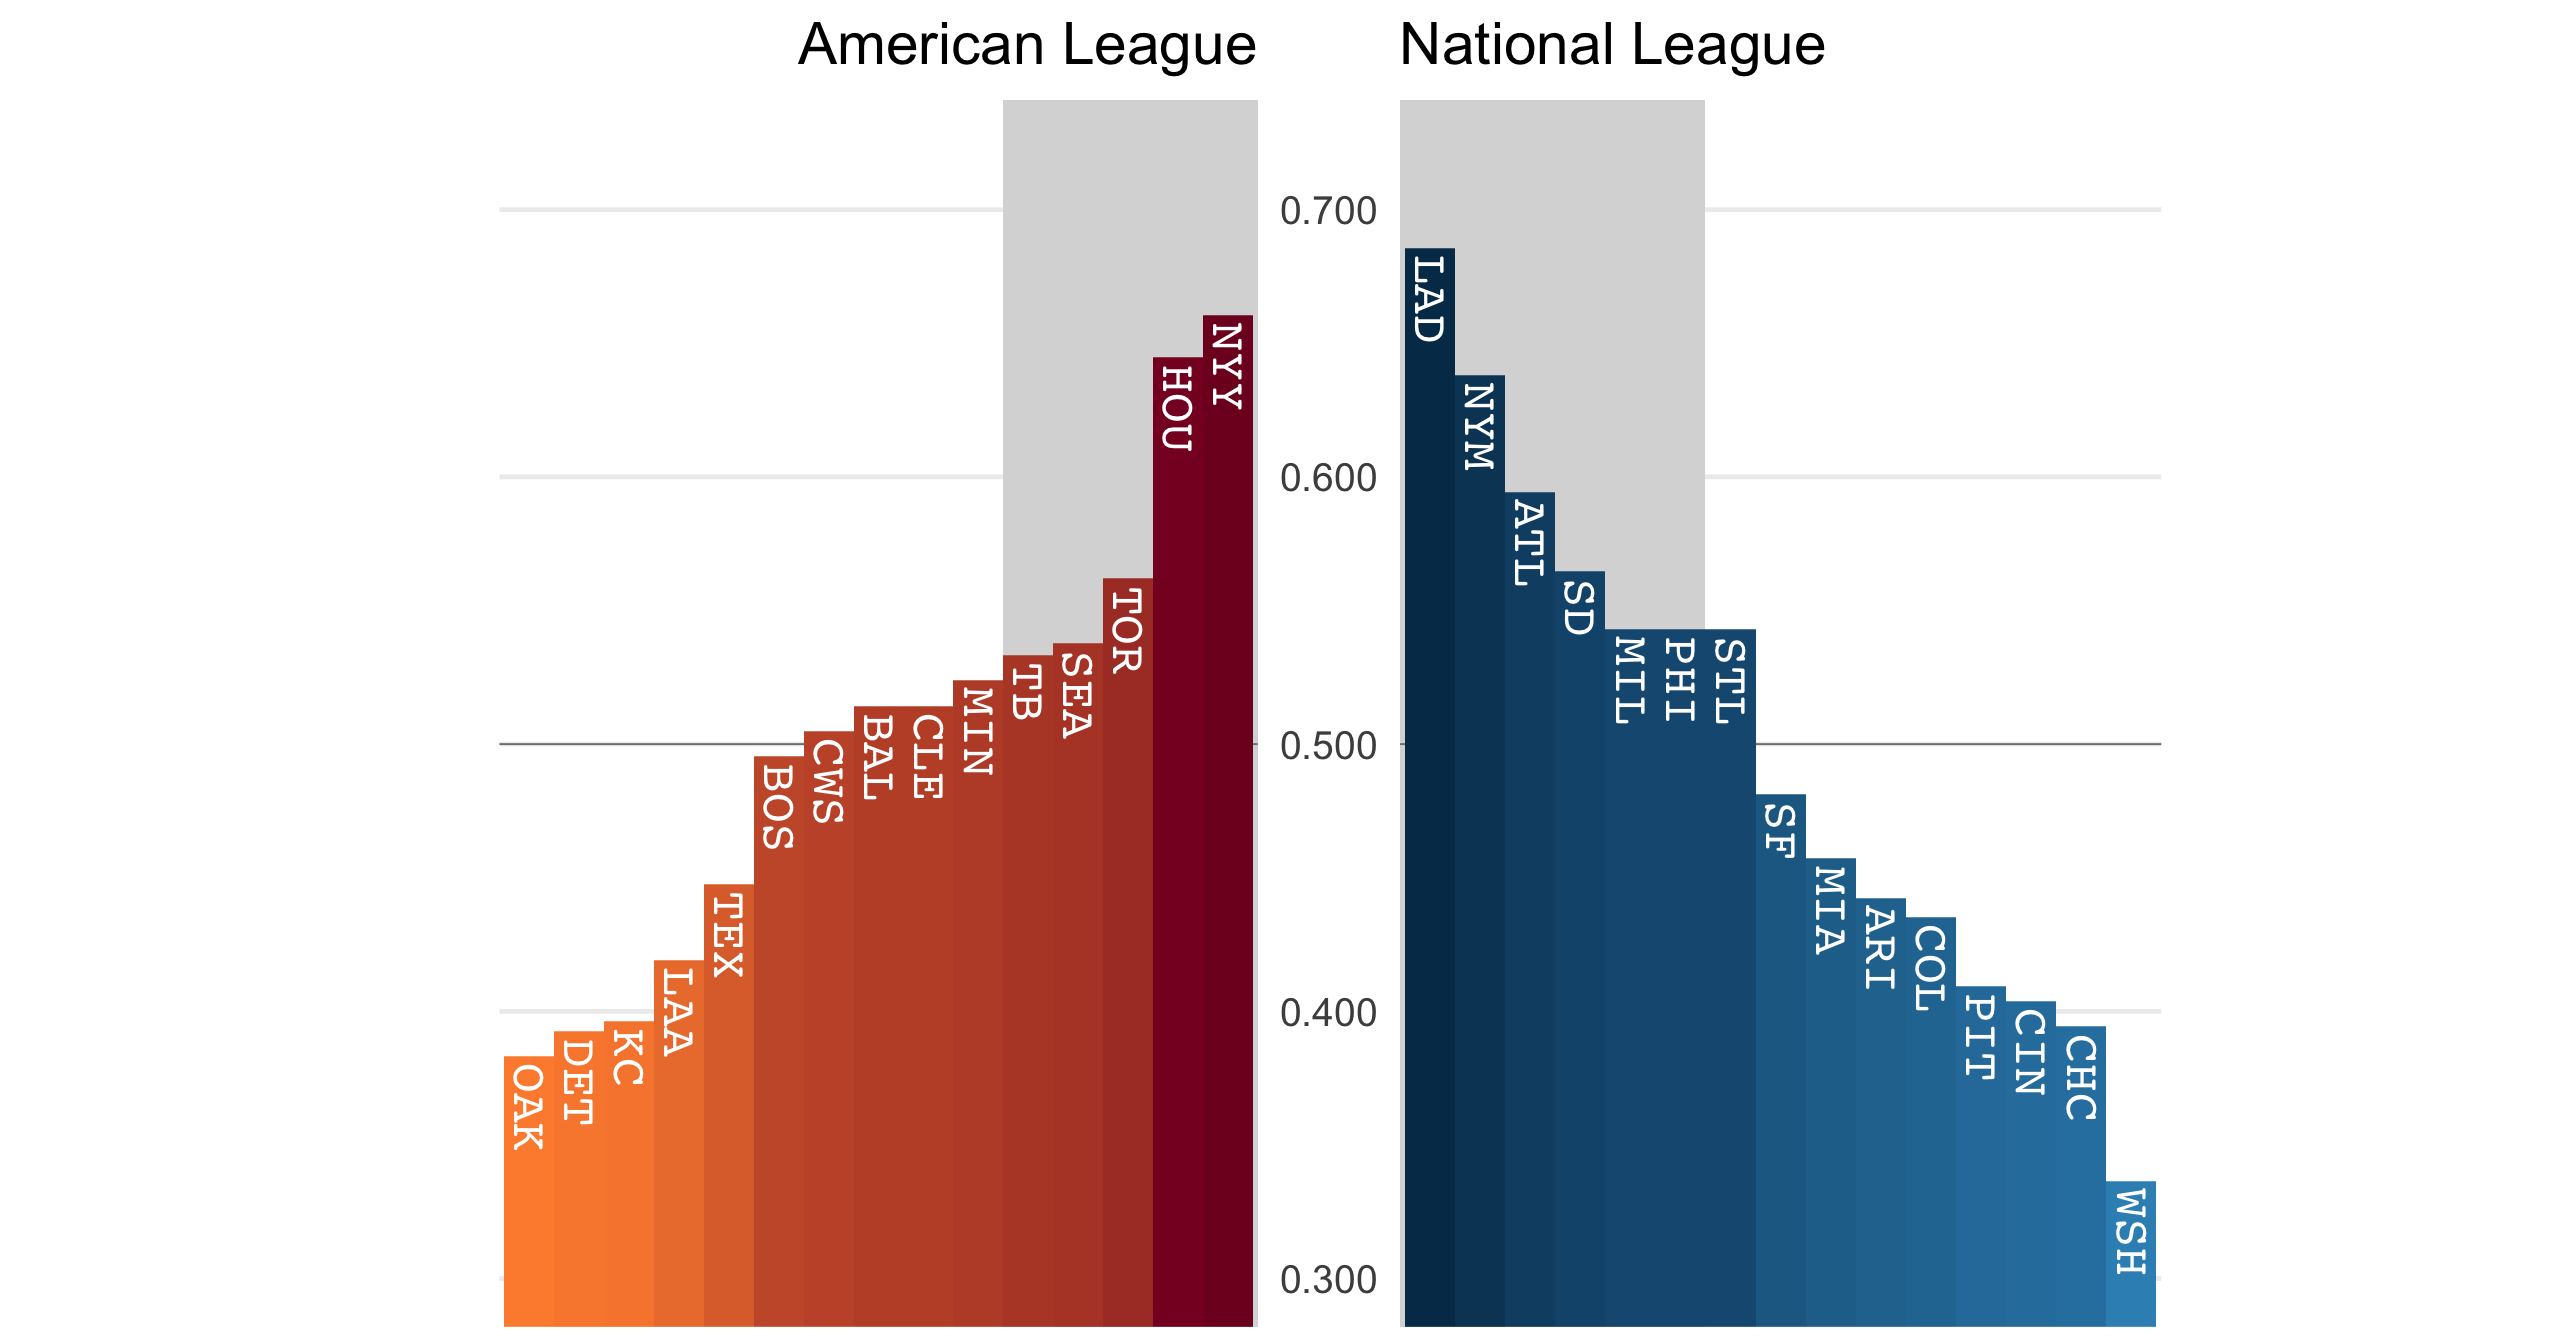 American League
National League
0.700
0.600
0.500
0.400
0.300
OAK
DET
KC
LAA
TEX
BOS
CWS
BAL
CLE
MIN
TB
SEA
TOR
HOU
NYY
LAD
NYM
ATL
SD
MIL
PHI
STL
SF
MIA
ARI
COL
PIT
CIN
CHC
WSH